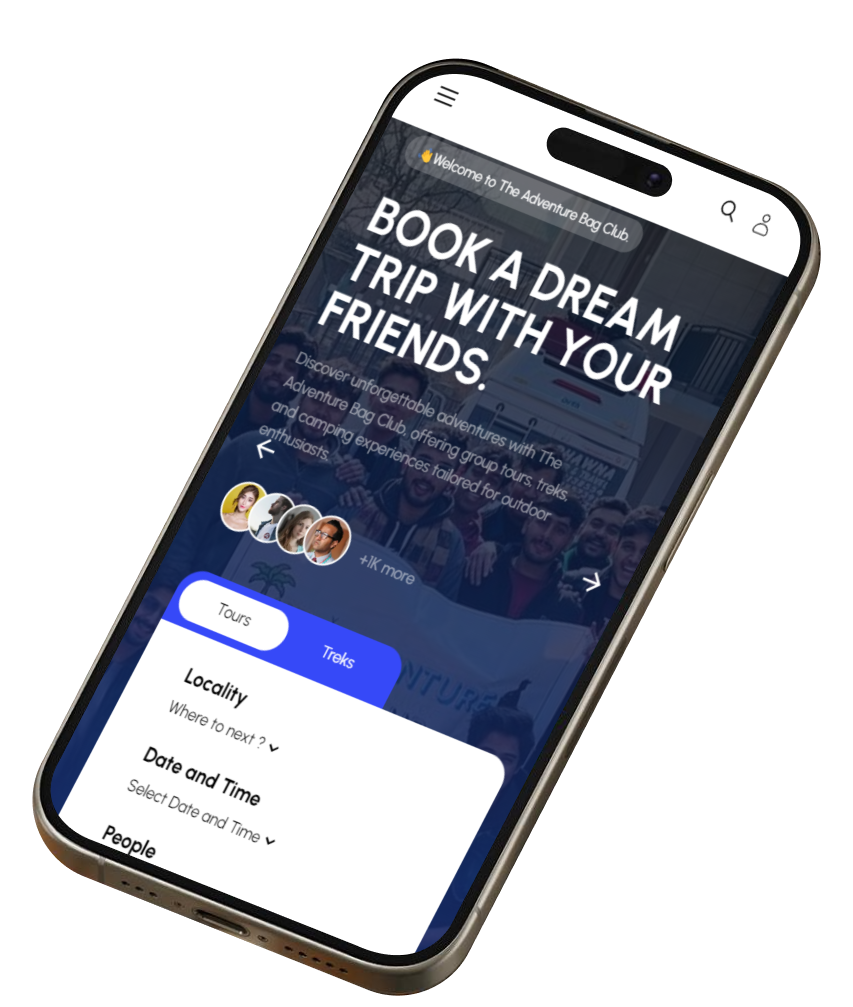 👋 Welcome to The Adventure Bag Club.
BOOK A DREAM
TRIP WITH YOUR
FRIENDS.
Discover unforgettable adventures with The
Adventure Bag Club, offering group tours, treks,
and camping experiences tailored for outdoor
enthusiasts.
+1K more
Tours
Treks
Locality
Where to next ?
Date and Time
Select Date and Time
People